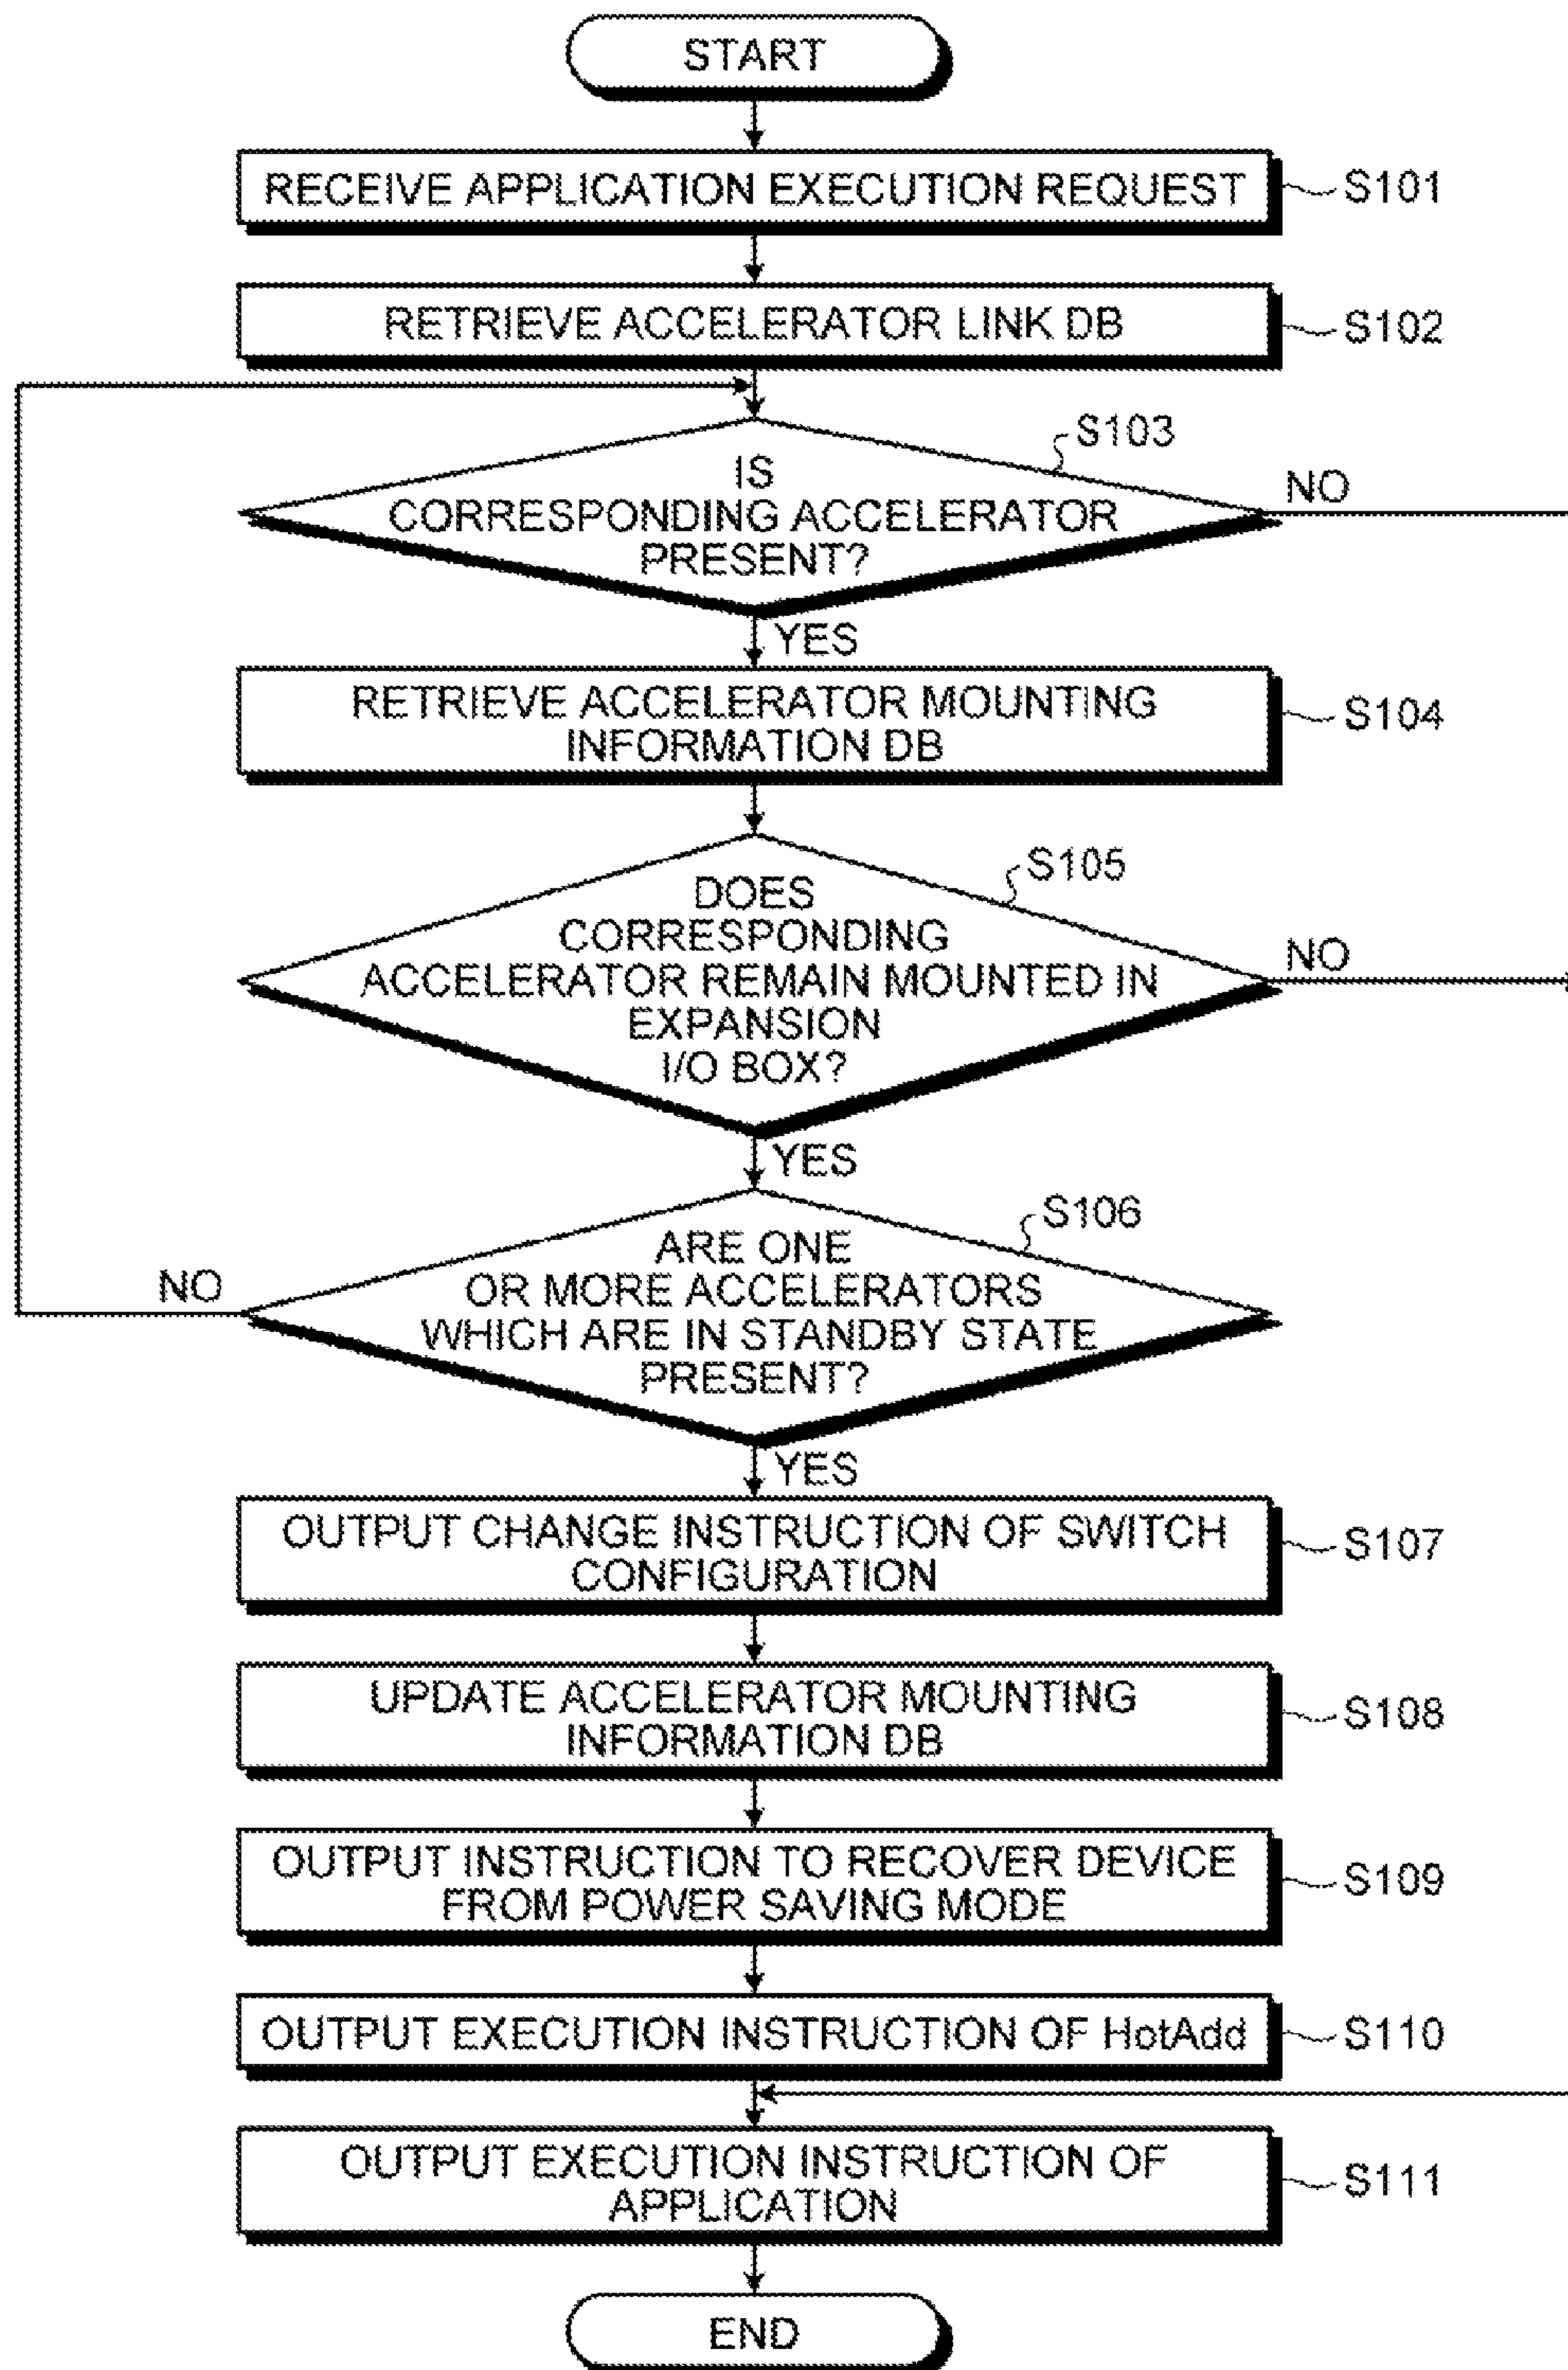 START
RECEIVE APPLICATION EXECUTION REQUEST
S101
RETRIEVE ACCELERATOR LINK DB
S102
S103
IS
CORRESPONDING ACCELERATOR
PRESENT?
NO
YES
RETRIEVE ACCELERATOR MOUNTING
INFORMATION DB
S104
S105
DOES
CORRESPONDING
ACCELERATOR REMAIN MOUNTED IN
EXPANSION
I/O BOX?
NO
YES
S106
ARE ONE
OR MORE ACCELERATORS
WHICH ARE IN STANDBY STATE
PRESENT?
NO
YES
OUTPUT CHANGE INSTRUCTION OF SWITCH
CONFIGURATION
S107
UPDATE ACCELERATOR MOUNTING
INFORMATION DB
S108
OUTPUT INSTRUCTION TO RECOVER DEVICE
FROM POWER SAVING MODE
S109
OUTPUT EXECUTION INSTRUCTION OF HotAdd
S110
OUTPUT EXECUTION INSTRUCTION OF
APPLICATION
S111
END